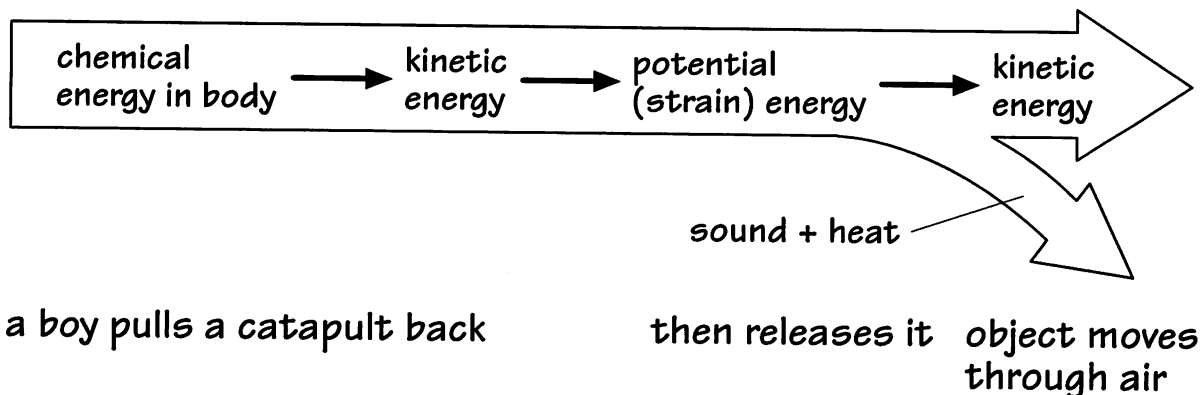 chemical
energy in body
kinetic
energy
potential
(strain) energy
kinetic
energy
sound + heat
a boy pulls a catapult back
then releases it
object moves
through air